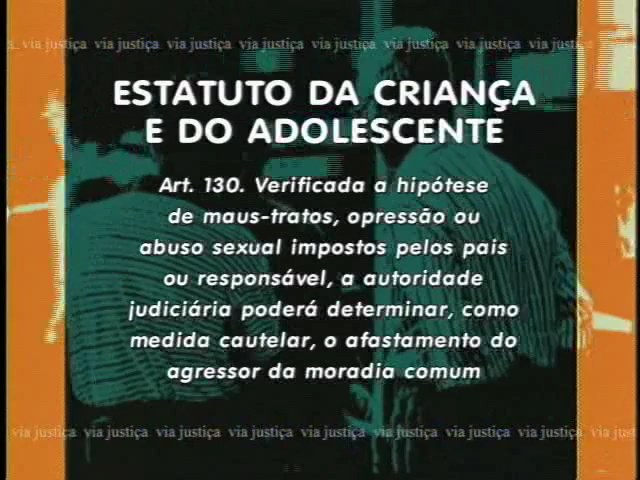 via justiça via justiça via justiça via justiça via justiça via justiça via justiça via justiça
ESTATUTO DA CRIANÇA
E DO ADOLESCENTE
Art. 130. Verificada a hipótese
de maus-tratos, opressão ou
abuso sexual impostos pelos pais
ou responsável, a autoridade
judiciária poderá determinar, como
medida cautelar, o afastamento do
agressor da moradia comum
via justiça via justiça via justiça via justiça via justiça via justiça via justiça via justiça via just